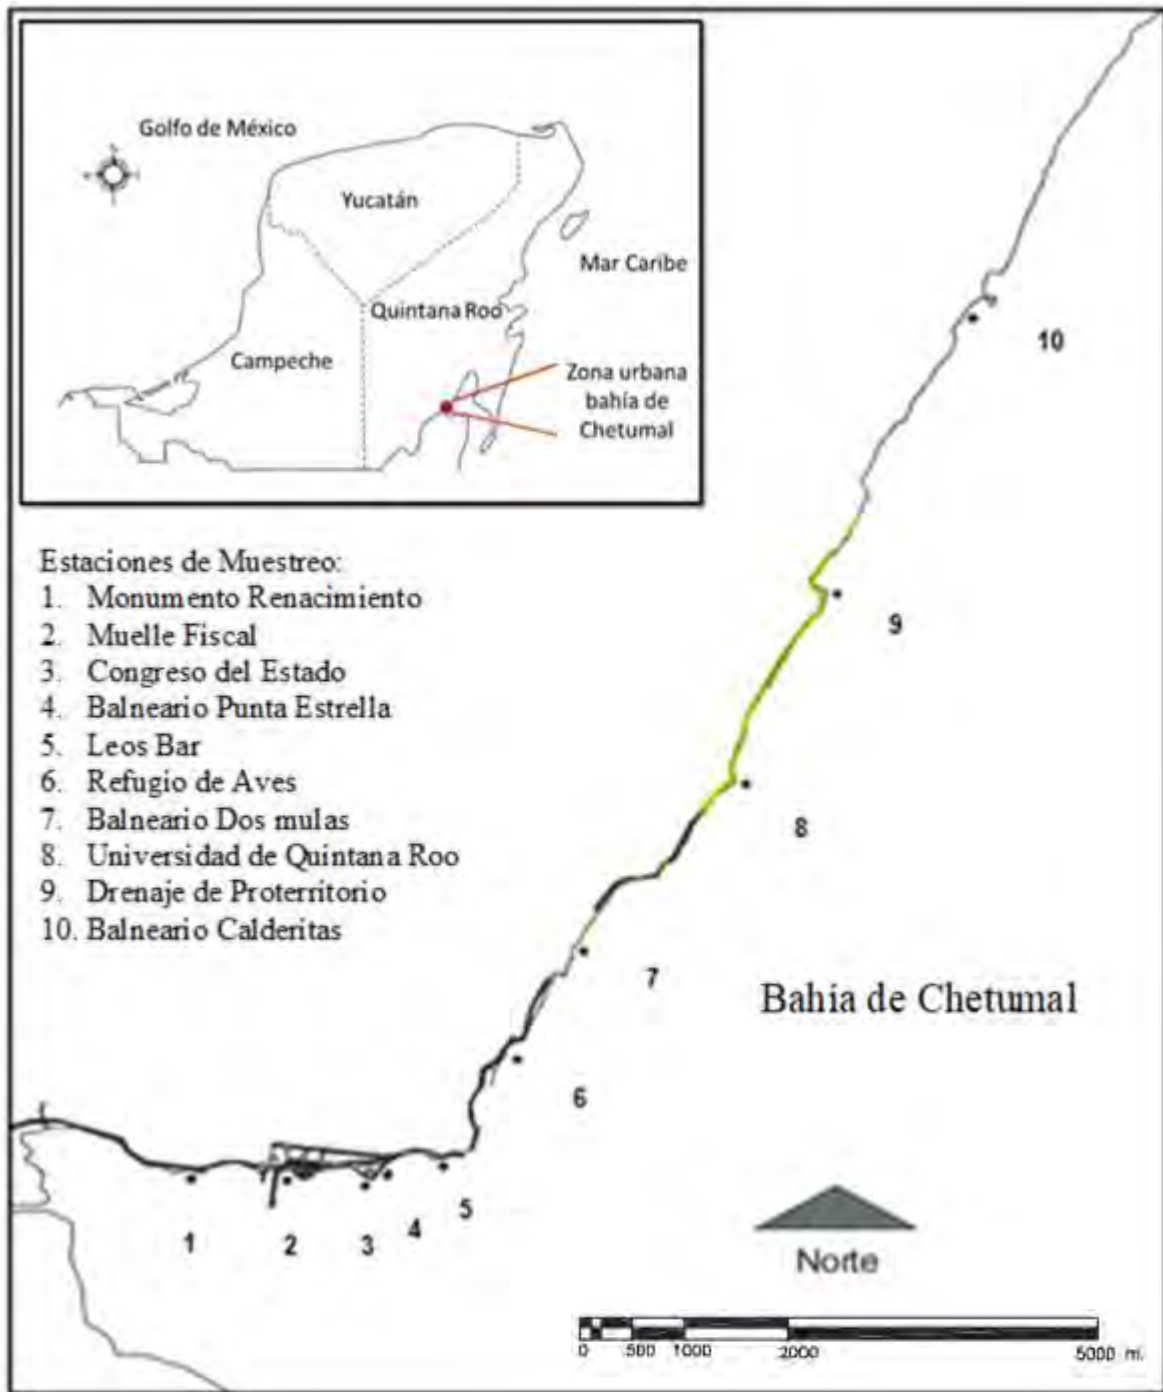 Golfo de México
Yucatán
Mar Caribe
Quintana Roo
Campeche
Zona urbana
bahía de
Chetumal
Estaciones de Muestreo:
1. Monumento Renacimiento
2. Muelle Fiscal
3. Congreso del Estado
4. Balneario Punta Estrella
5. Leos Bar
6. Refugio de Aves
7. Balneario Dos mulas
8. Universidad de Quintana Roo
9. Drenaje de Proterritorio
10. Balneario Calderitas
10
9
8
7
Bahia de Chetumal
6
5
4
3
2
1
Norte
0 500 1000 2000 5000 m.